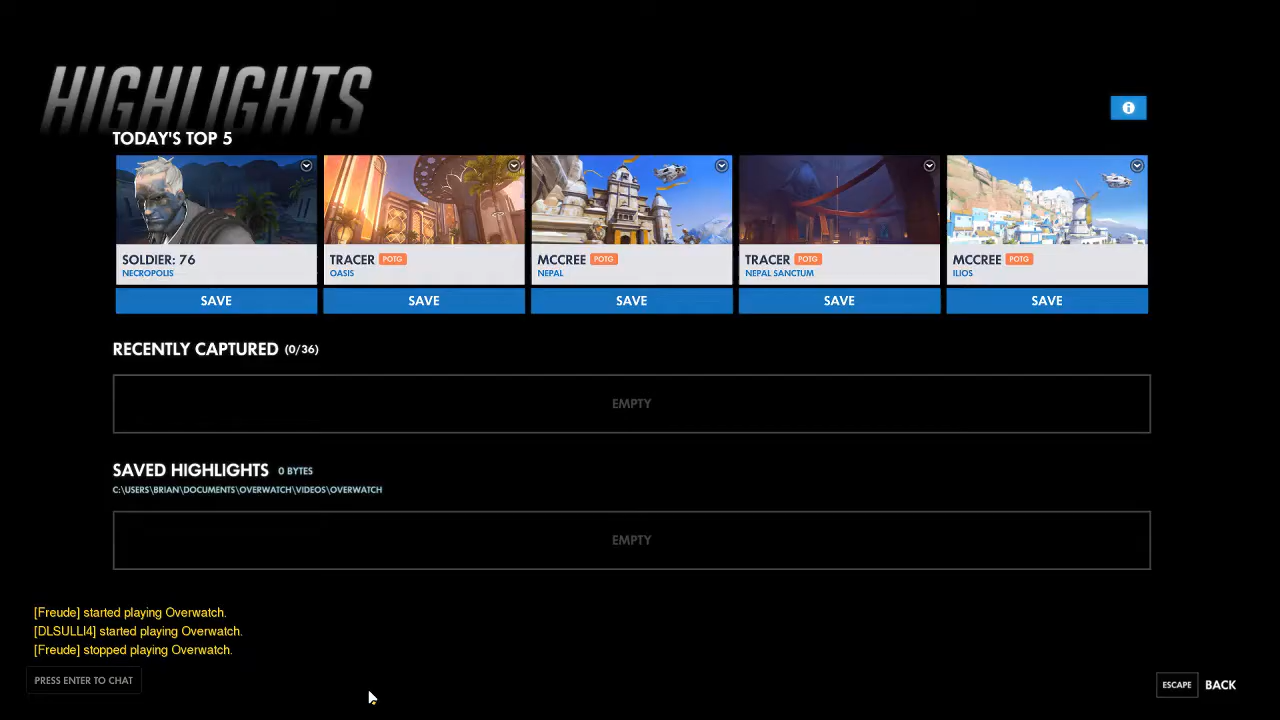 HIGHLIGHTS
TODAY'S TOP 5
SOLDIER: 76
NECROPOLIS
SAVE
TRACER POTG
OASIS
SAVE
MCCREE POTG
NEPAL
SAVE
TRACER POTG
NEPAL SANCTUM
SAVE
MCCREE POTG
ILIOS
SAVE
RECENTLY CAPTURED (0/36)
EMPTY
SAVED HIGHLIGHTS 0 BYTES
C:\USERS\BRIAN\DOCUMENTS\OVERWATCH\VIDEOS\OVERWATCH
EMPTY
[Freude] started playing Overwatch.
[DLSULLI4] started playing Overwatch.
[Freude] stopped playing Overwatch.
PRESS ENTER TO CHAT
ESCAPE BACK